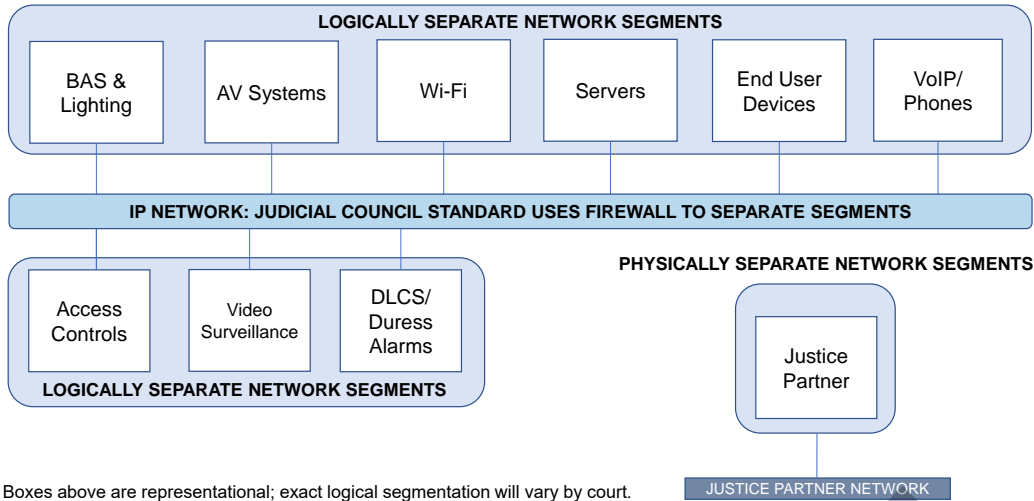 LOGICALLY SEPARATE NETWORK SEGMENTS
BAS &
Lighting
AV Systems
Wi-Fi
Servers
End User
Devices
VoIP/
Phones
IP NETWORK: JUDICIAL COUNCIL STANDARD USES FIREWALL TO SEPARATE SEGMENTS
Access
Controls
Video
Surveillance
DLCS/
Duress
Alarms
LOGICALLY SEPARATE NETWORK SEGMENTS
PHYSICALLY SEPARATE NETWORK SEGMENTS
Justice
Partner
JUSTICE PARTNER NETWORK
Boxes above are representational; exact logical segmentation will vary by court.